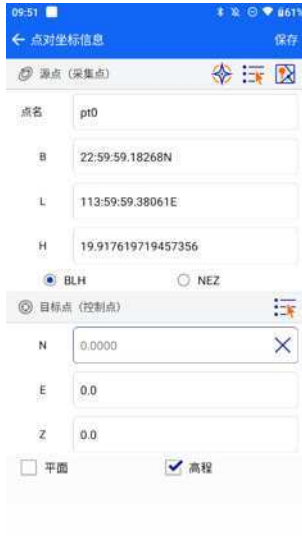 09:51 61%
点对坐标信息 保存
源点（采集点）
点名 pt0
B 22:59:59.18268N
L 113:59:59.38061E
H 19.917619719457356
BLH NEZ
目标点（控制点）
N 0.0000
E 0.0
Z 0.0
平面 高程